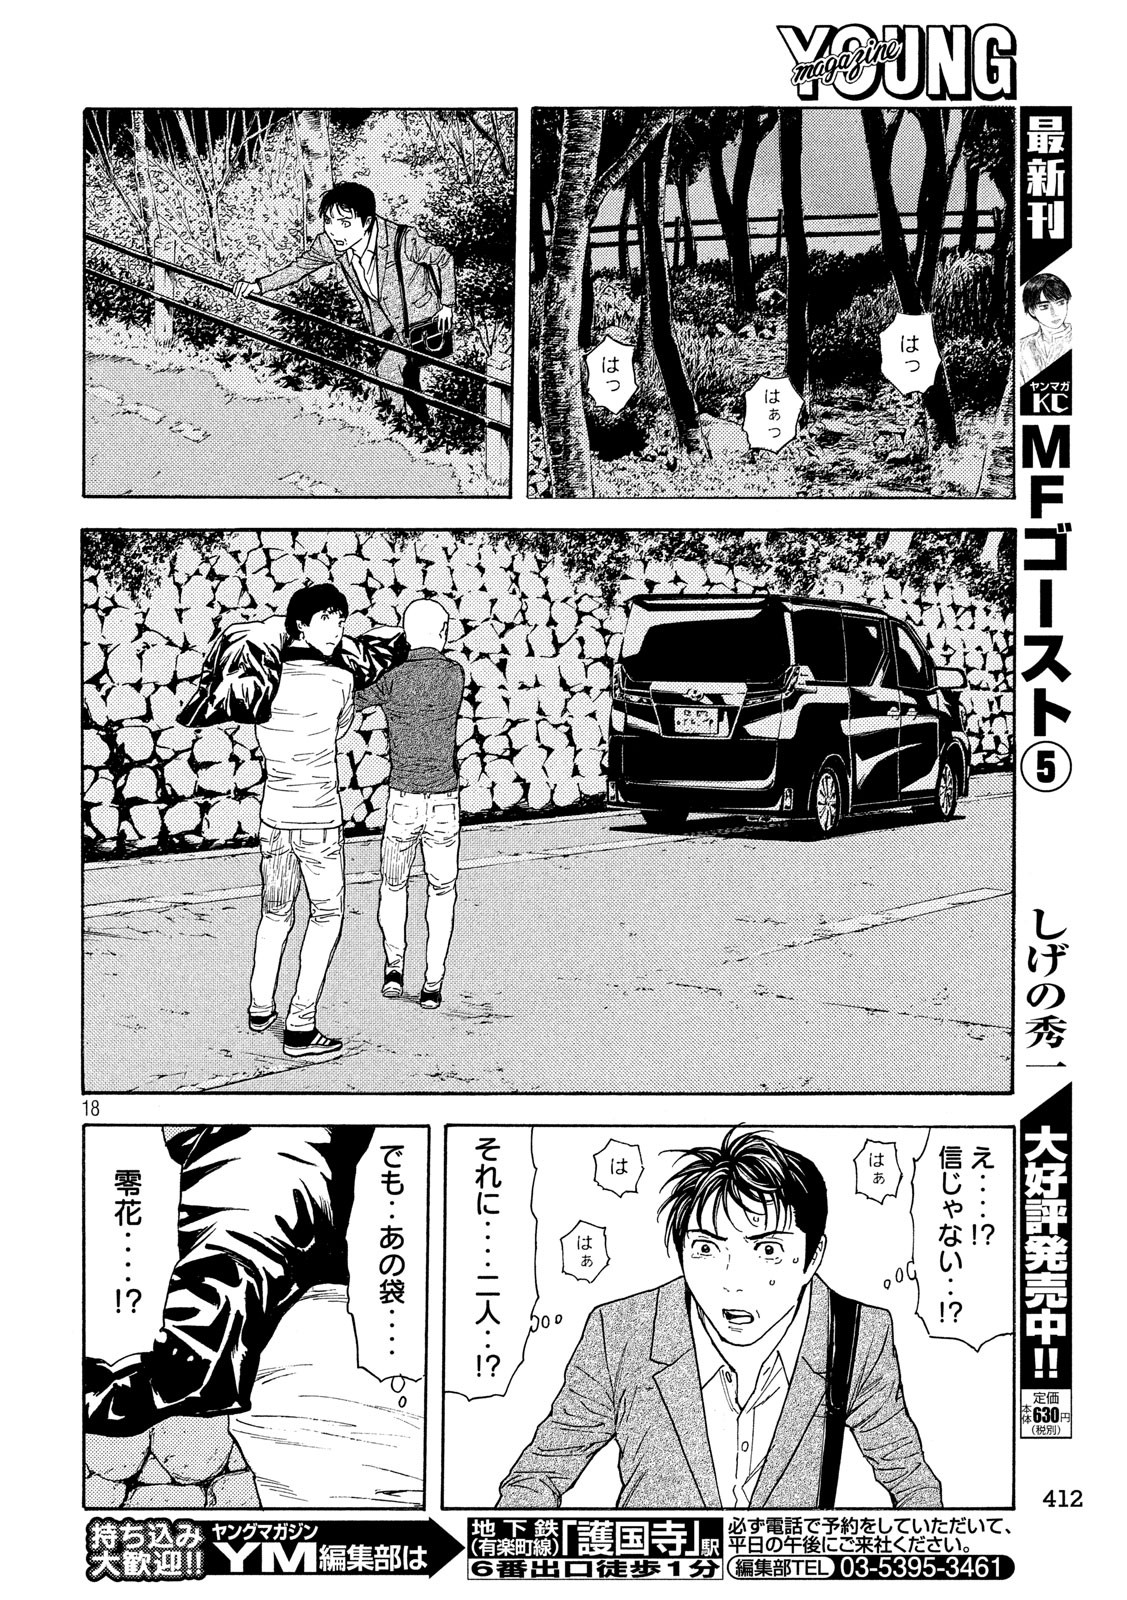 YOUNG
magazine
最新刊
ヤンマガ
KC
MFゴースト⑤
しげの秀一
大好評発売中!!
定価
本体630円
(税別)
はっ
はぁっ
はっ
18
え‥‥!?
信じゃない‥!?
はぁ
は
はぁ
それに‥‥二人‥!?
でも‥あの袋‥‥
零花‥‥!?
412
持ち込み
大歓迎!!
ヤングマガジン
YM編集部は
地下鉄
(有楽町線)
「護国寺」駅
6番出口徒歩1分
必ず電話で予約をしていただいて、
平日の午後にご来社ください。
編集部TEL 03-5395-3461